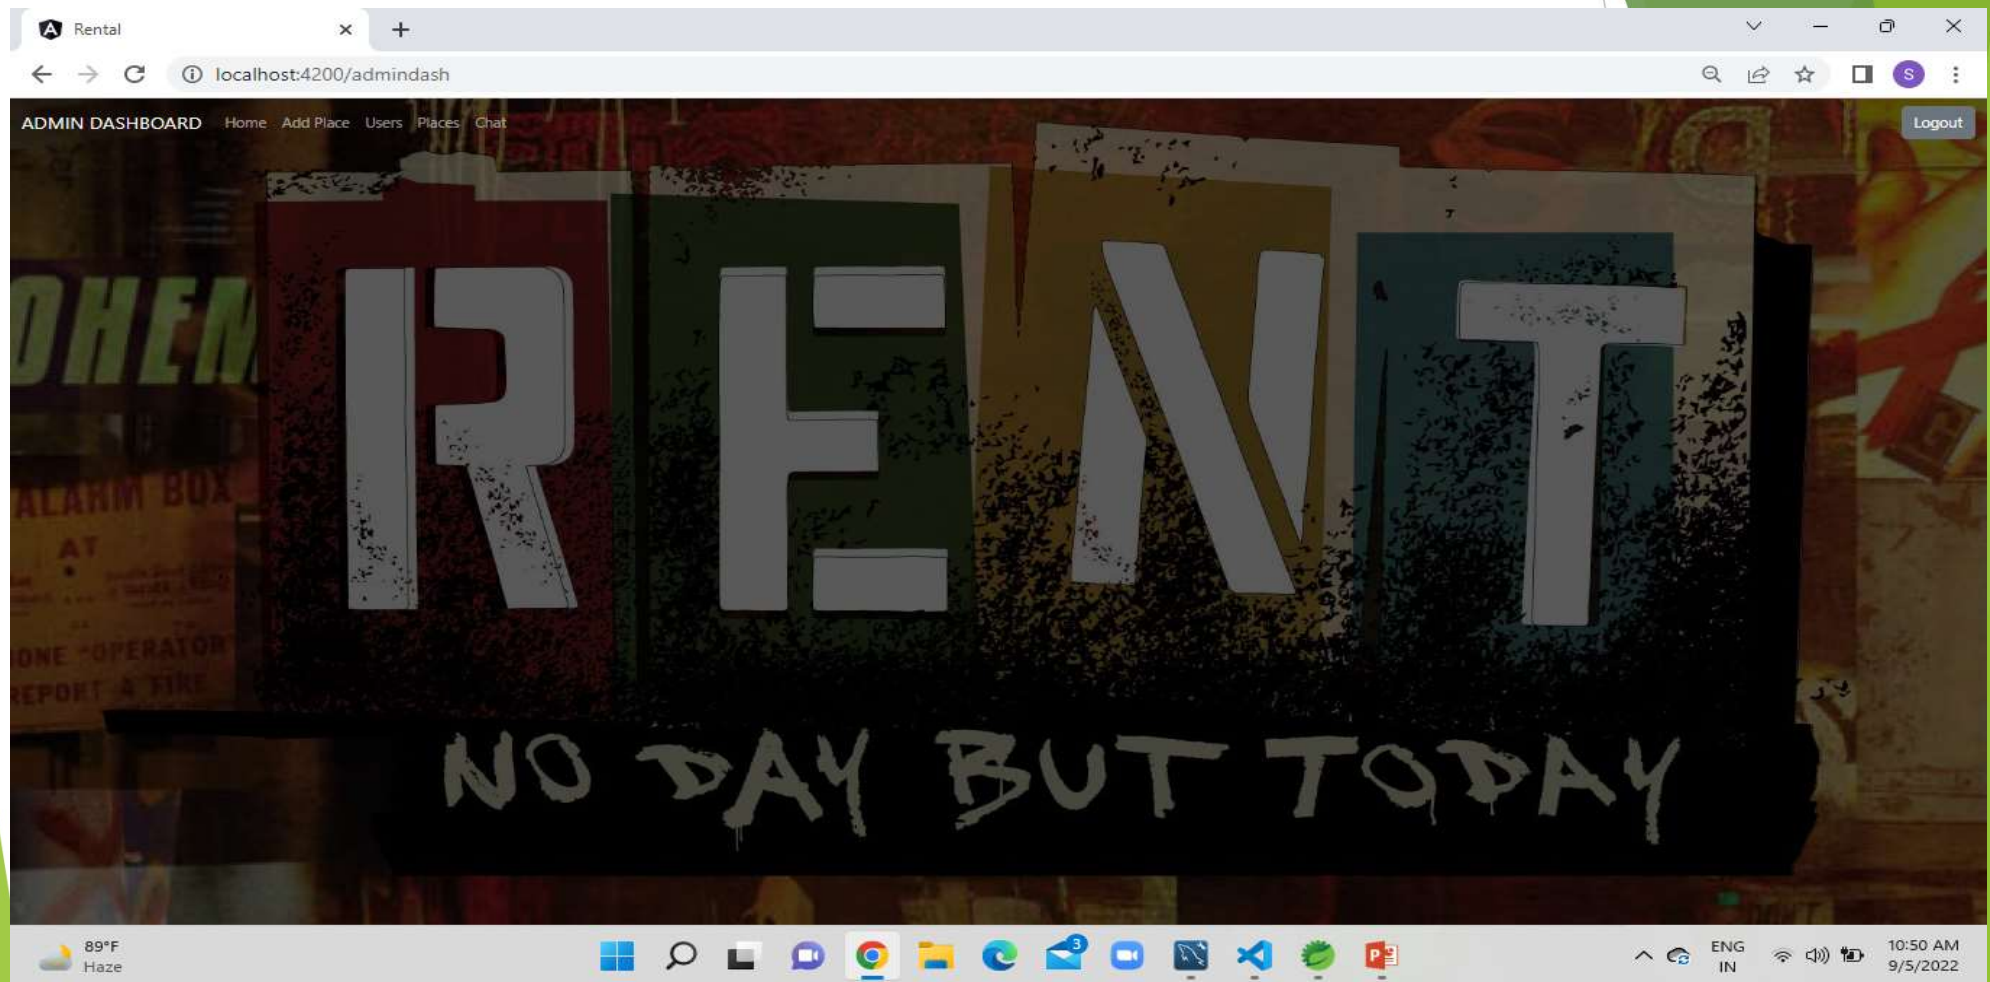 Rental
localhost:4200/admindash
ADMIN DASHBOARD Home Add Place Users Places Chat Logout
RENT
OHEM
ALARM BOX
AT
ONE OPERATOR
REPORT A FIRE
NO DAY BUT TODAY
89°F
Haze
3
ENG
IN
10:50 AM
9/5/2022
S